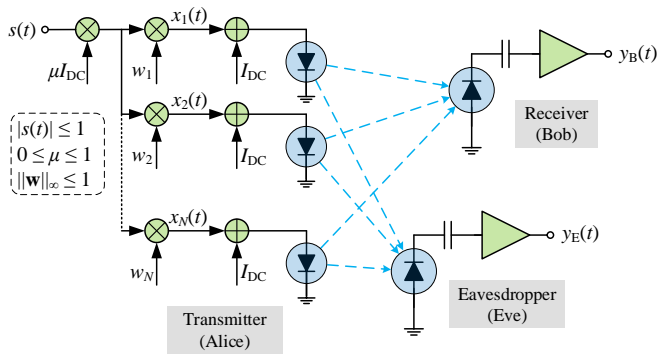 s(t)
μI_DC
|s(t)| ≤ 1
0 ≤ μ ≤ 1
||w||_∞ ≤ 1
x_1(t)
w_1
I_DC
x_2(t)
w_2
I_DC
x_N(t)
w_N
I_DC
Transmitter
(Alice)
y_B(t)
Receiver
(Bob)
y_E(t)
Eavesdropper
(Eve)